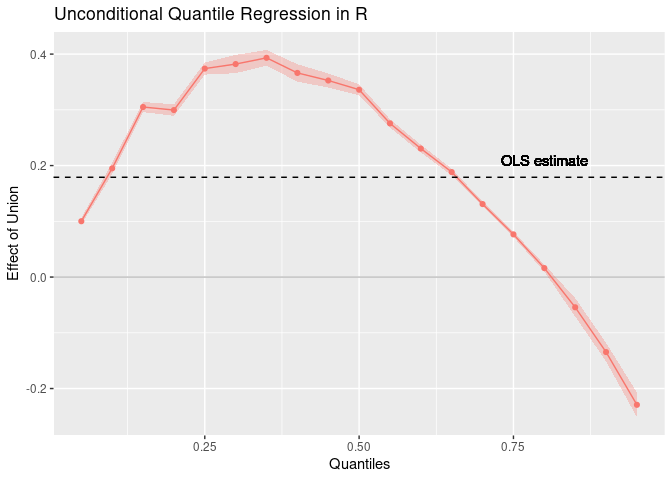 Unconditional Quantile Regression in R
0.4
0.2
0.0
-0.2
Effect of Union
OLS estimate
0.25
0.50
0.75
Quantiles